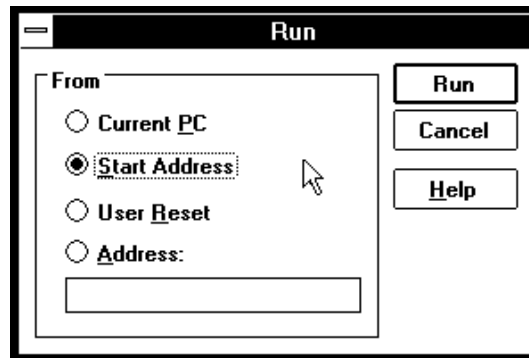 Run
From
Current PC
Start Address
User Reset
Address:
Run
Cancel
Help